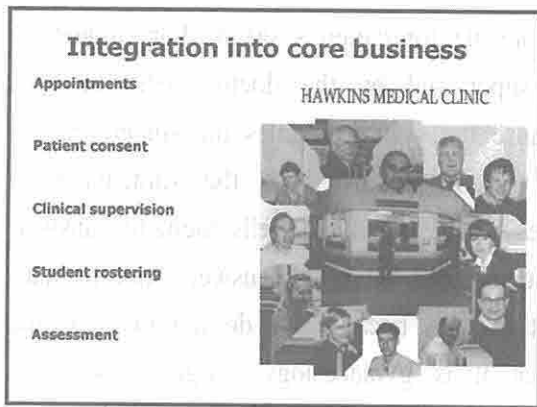 Integration into core business
Appointments
HAWKINS MEDICAL CLINIC
Patient consent
Clinical supervision
Student rostering
Assessment